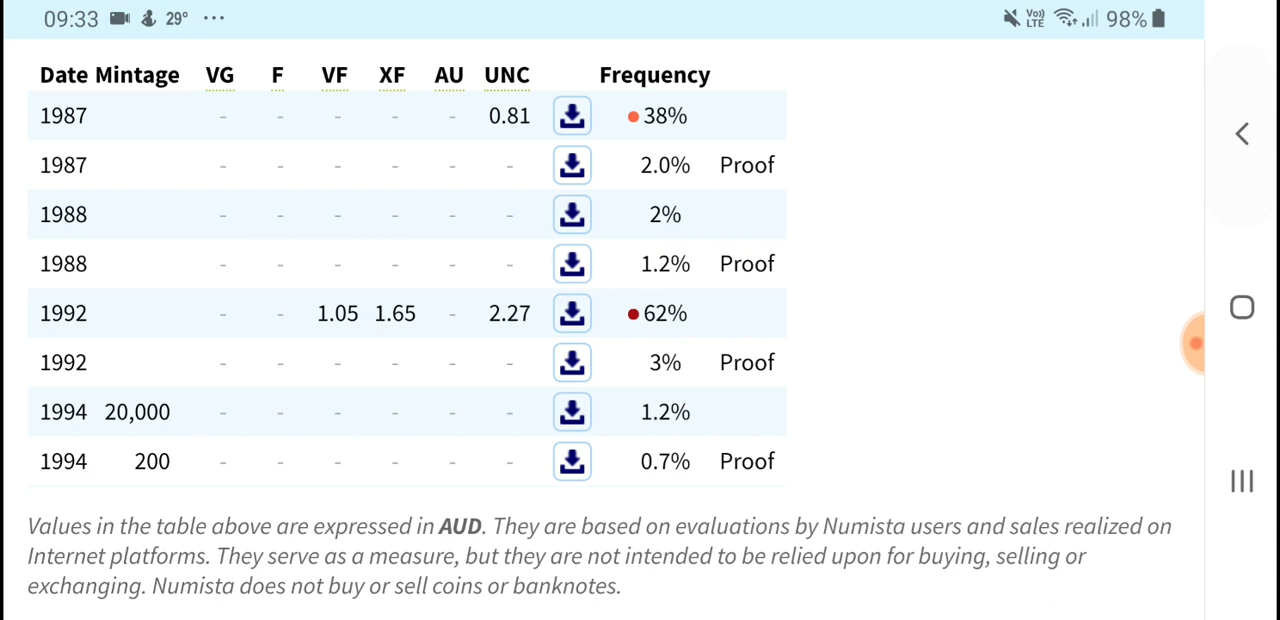 09:33 29° ... Vo)) LTE 98%
Date Mintage VG F VF XF AU UNC Frequency
1987 - - - - - 0.81 38%
1987 - - - - - - 2.0% Proof
1988 - - - - - - 2%
1988 - - - - - - 1.2% Proof
1992 - - 1.05 1.65 - 2.27 62%
1992 - - - - - - 3% Proof
1994 20,000 - - - - - - 1.2%
1994 200 - - - - - - 0.7% Proof
Values in the table above are expressed in AUD. They are based on evaluations by Numista users and sales realized on
Internet platforms. They serve as a measure, but they are not intended to be relied upon for buying, selling or
exchanging. Numista does not buy or sell coins or banknotes.